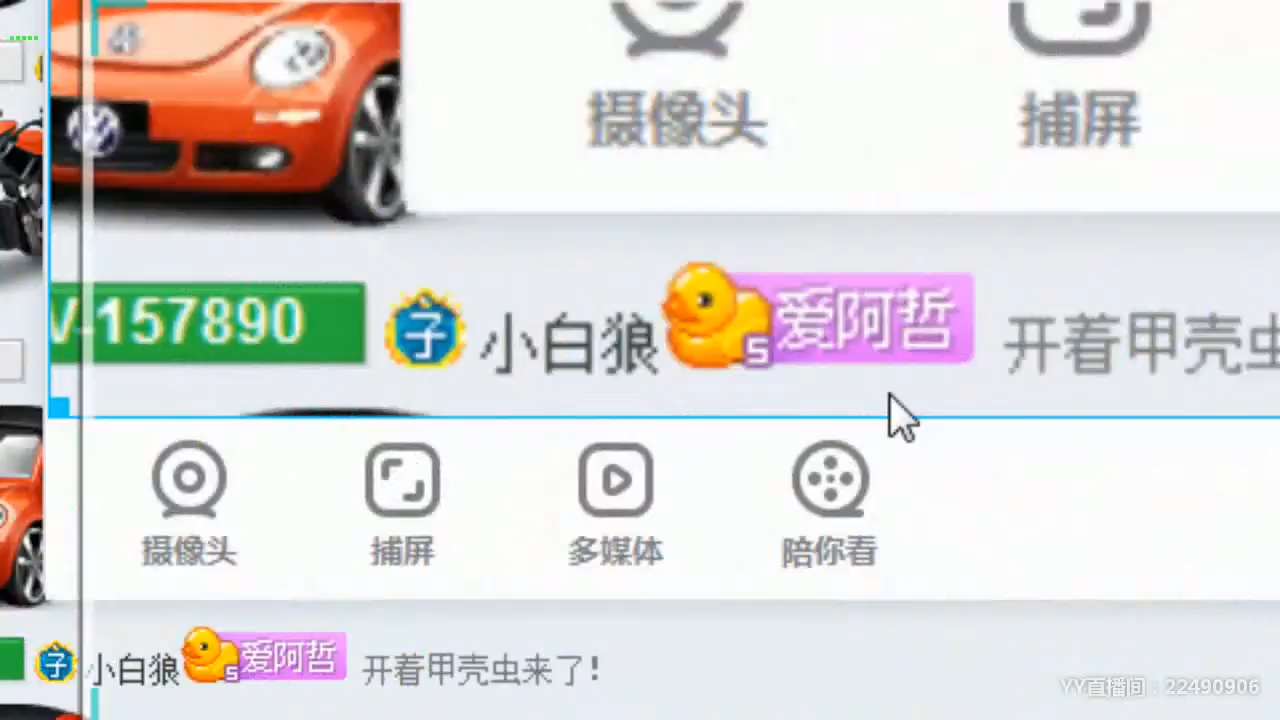 摄像头
捕屏
V-157890
子
小白狼
5
爱阿哲
开着甲壳虫
摄像头
捕屏
多媒体
陪你看
子
小白狼
5
爱阿哲
开着甲壳虫来了!
YY直播间：22490906